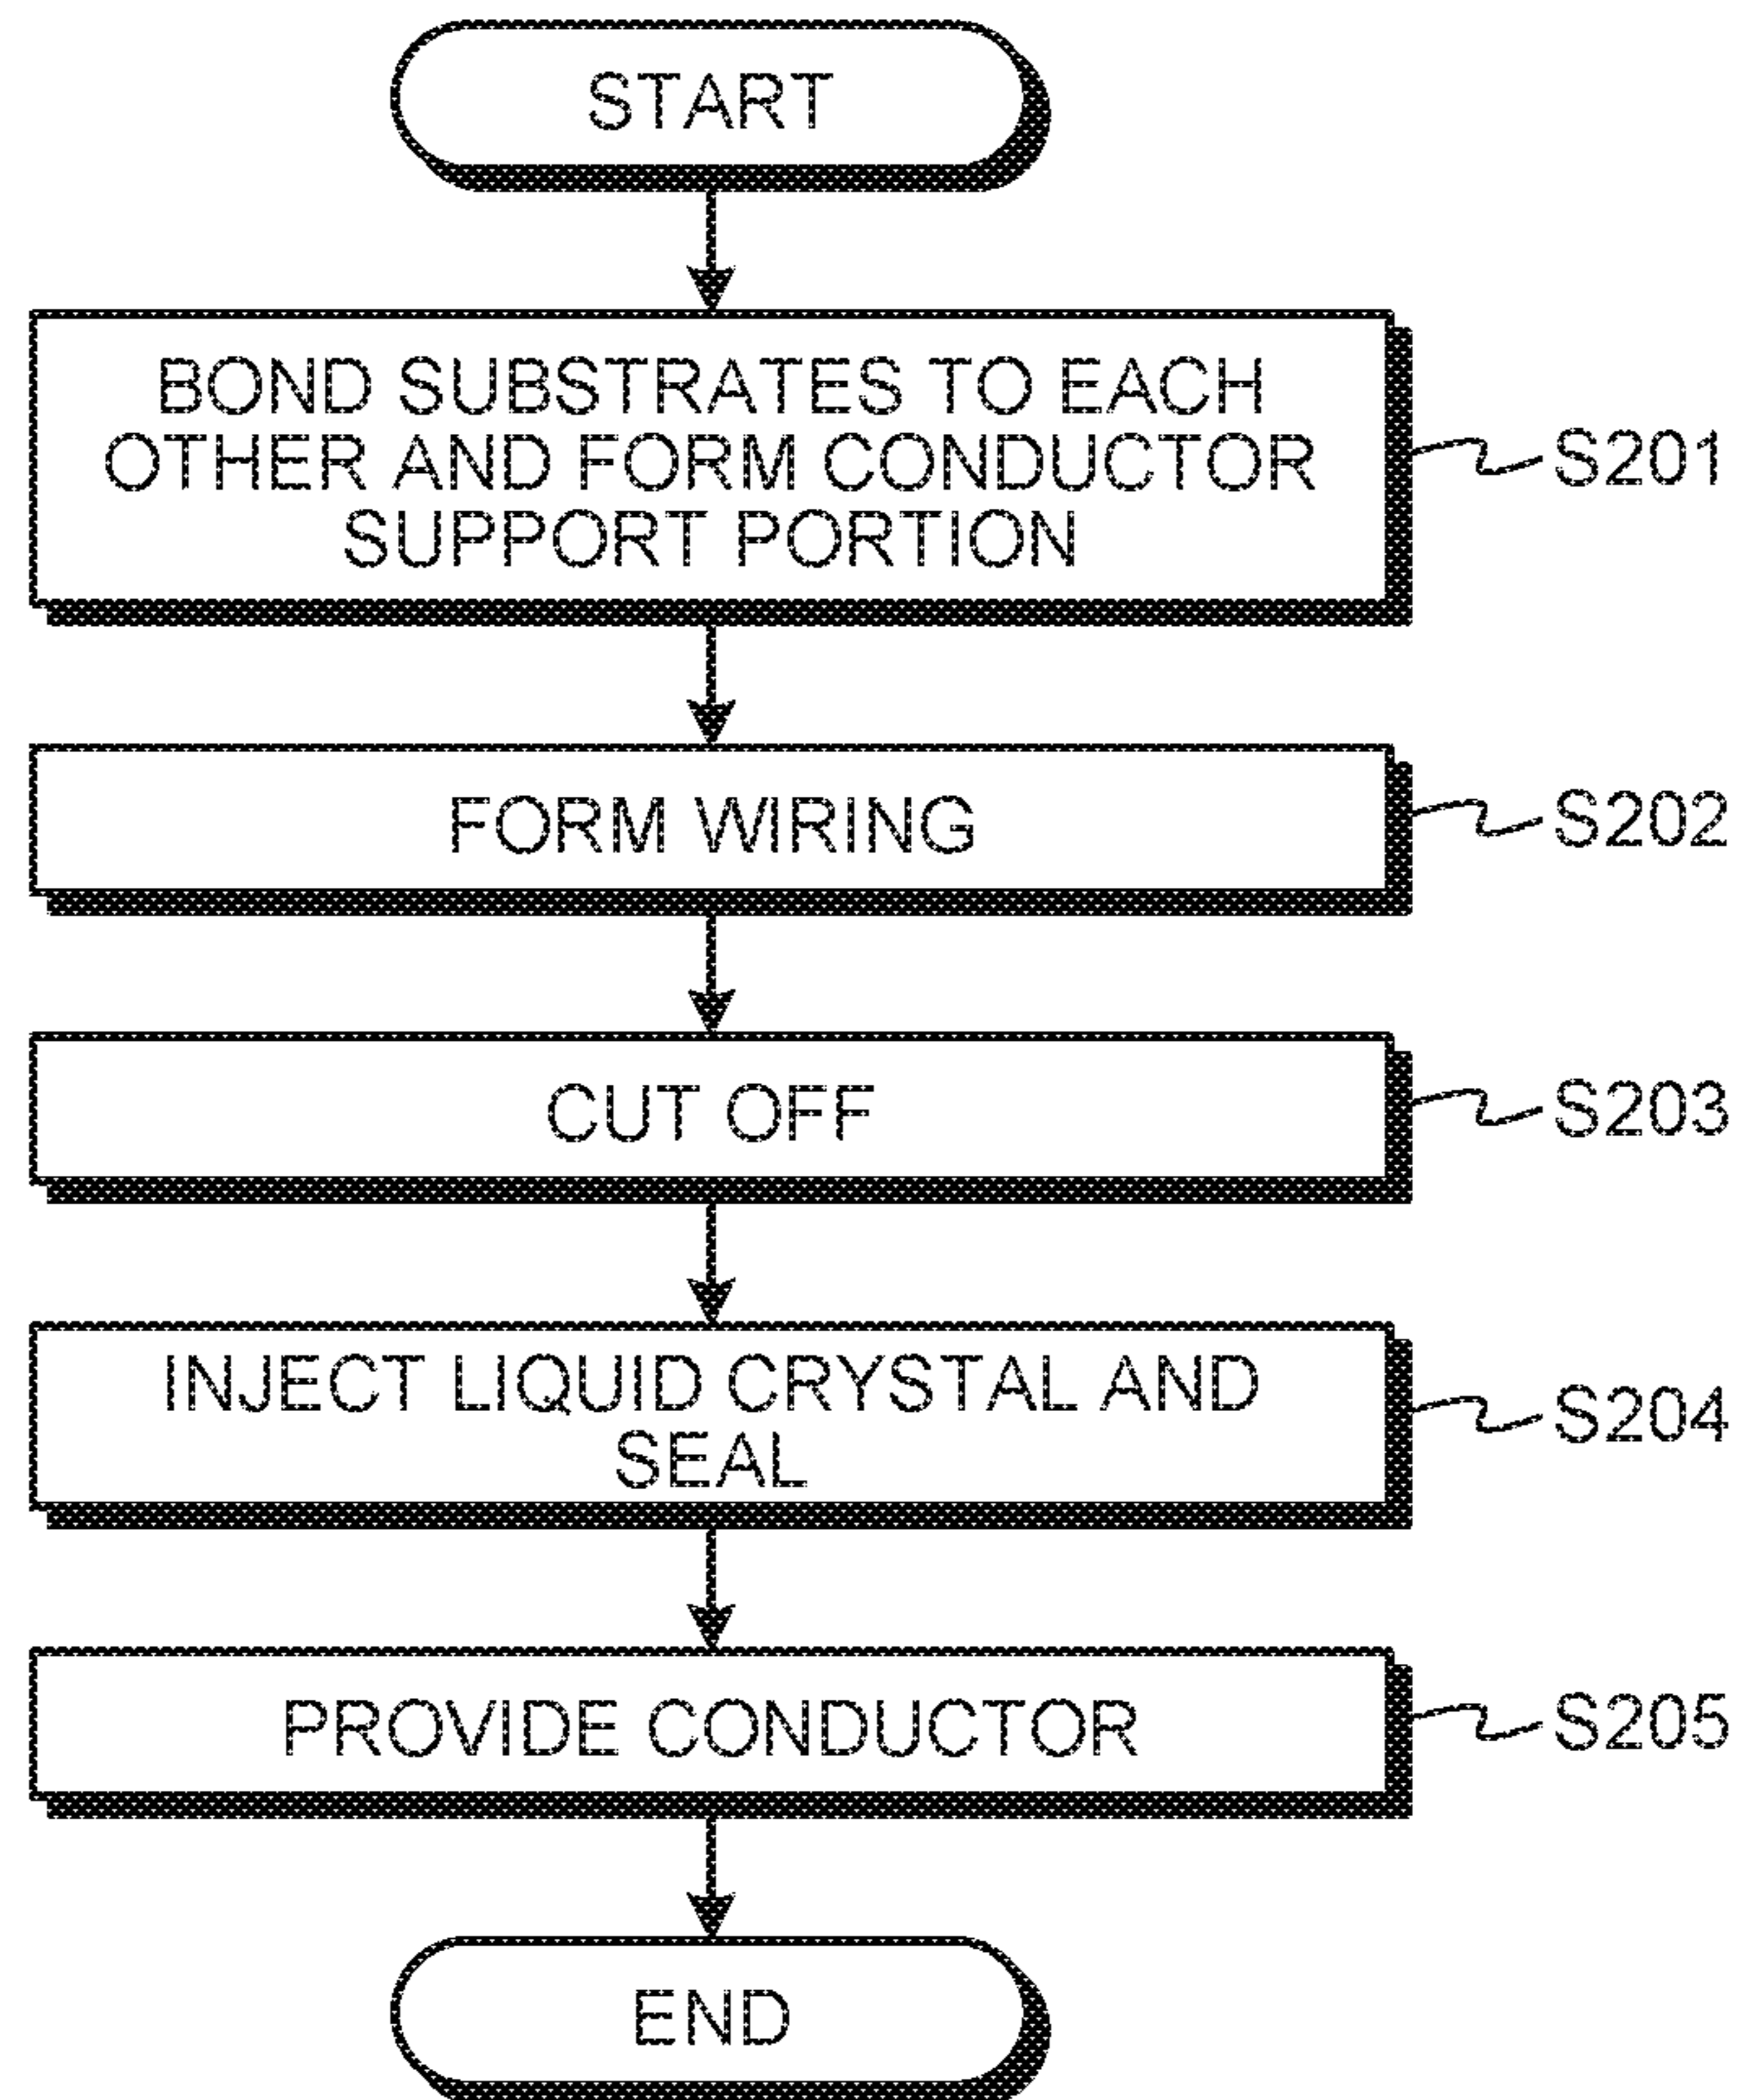 START
BOND SUBSTRATES TO EACH
OTHER AND FORM CONDUCTOR
SUPPORT PORTION
S201
FORM WIRING
S202
CUT OFF
S203
INJECT LIQUID CRYSTAL AND
SEAL
S204
PROVIDE CONDUCTOR
S205
END